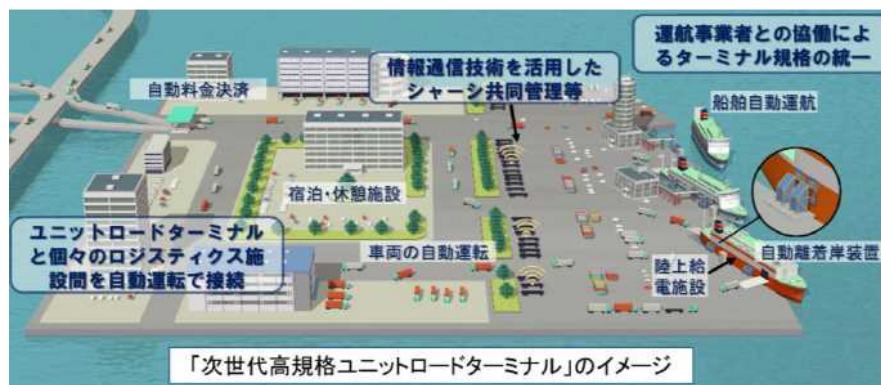 運航事業者との協働によ
るターミナル規格の統一
情報通信技術を活用した
シャーシ共同管理等
自動料金決済
船舶自動運航
宿泊・休憩施設
ユニットロードターミナル
と個々のロジスティクス施
設間を自動運転で接続
車両の自動運転
自動離着岸装置
陸上給
電施設
「次世代高規格ユニットロードターミナル」のイメージ